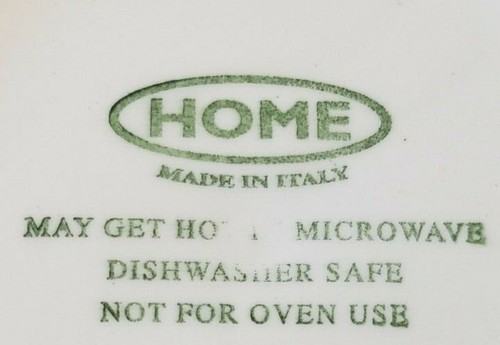 HOME
MADE IN ITALY
MAY GET MICROWAVE
DISHWASHER SAFE
NOT FOR OVEN USE